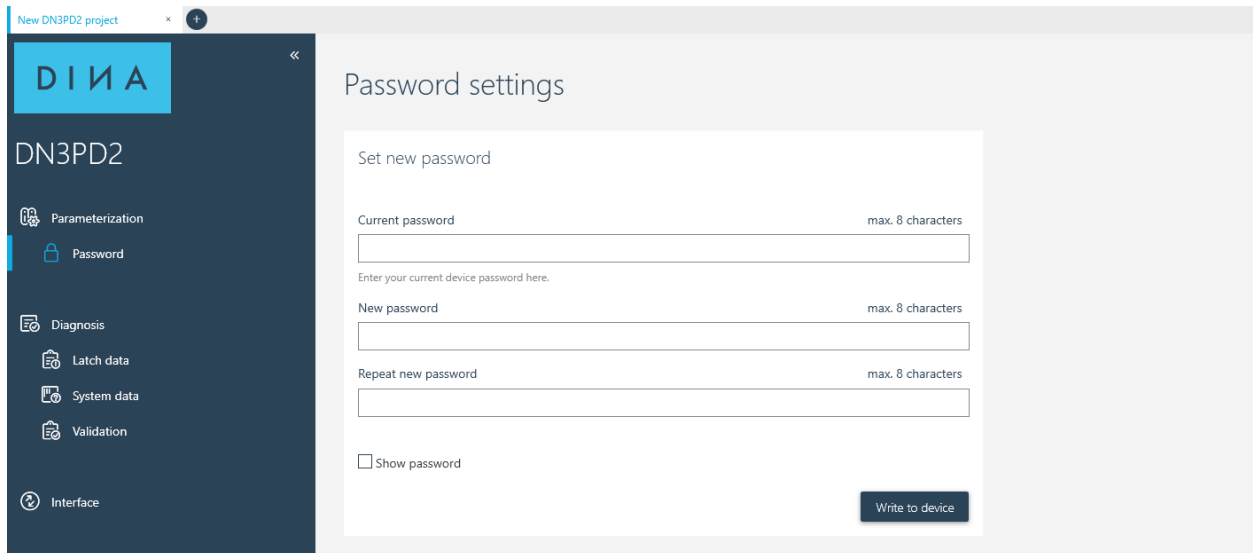 New DN3PD2 project × +
DINA «
Password settings
DN3PD2
Set new password
Parameterization
Current password max. 8 characters
Password
Enter your current device password here.
New password max. 8 characters
Diagnosis
Latch data
Repeat new password max. 8 characters
System data
Validation
Show password
Interface
Write to device